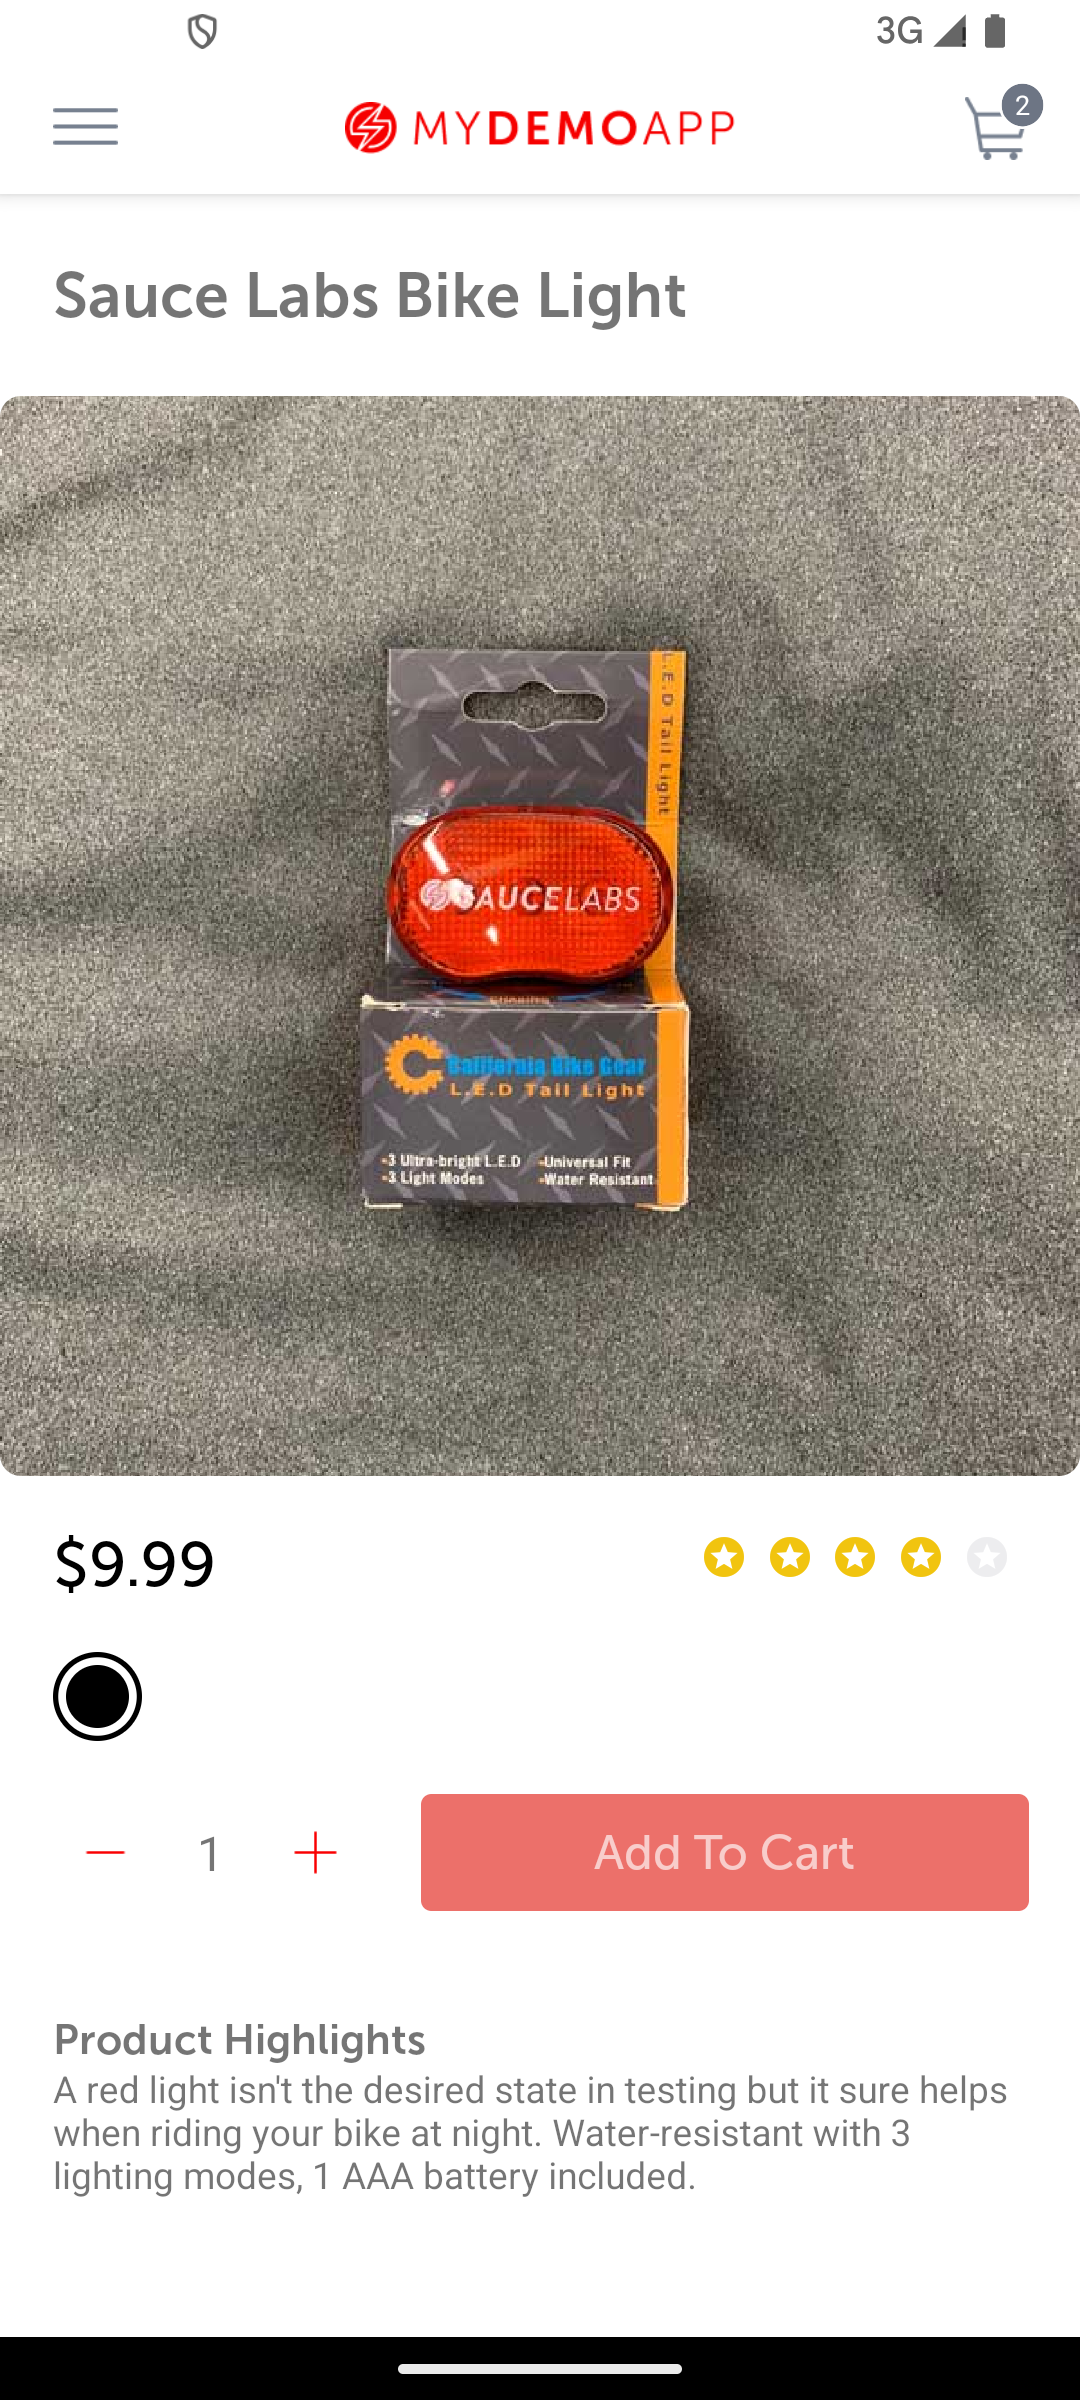 3G
MYDEMOAPP
2
Sauce Labs Bike Light
L.E.D Tail Light
SAUCELABS
California Bike Gear
L.E.D Tail Light
-3 Ultra-bright L.E.D -Universal Fit
-3 Light Modes -Water Resistant
$9.99
1
Add To Cart
Product Highlights
A red light isn't the desired state in testing but it sure helps
when riding your bike at night. Water-resistant with 3
lighting modes, 1 AAA battery included.